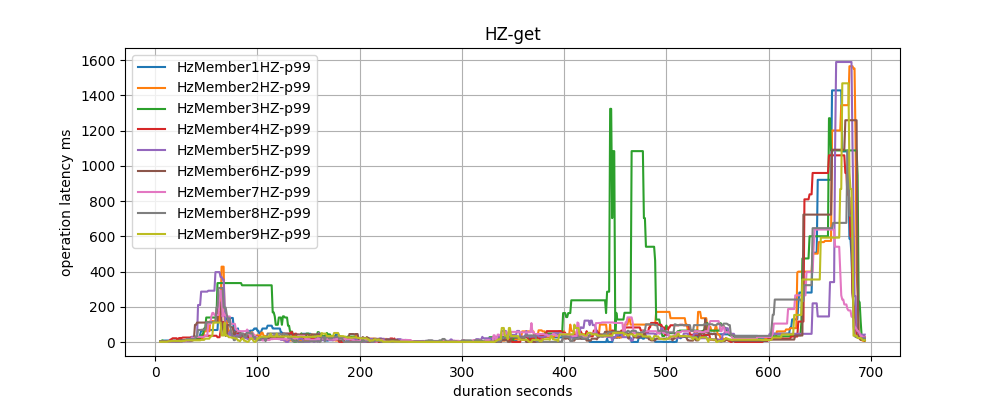 HZ-get
operation latency ms
1600
1400
1200
1000
800
600
400
200
0
HzMember1HZ-p99
HzMember2HZ-p99
HzMember3HZ-p99
HzMember4HZ-p99
HzMember5HZ-p99
HzMember6HZ-p99
HzMember7HZ-p99
HzMember8HZ-p99
HzMember9HZ-p99
0 100 200 300 400 500 600 700
duration seconds